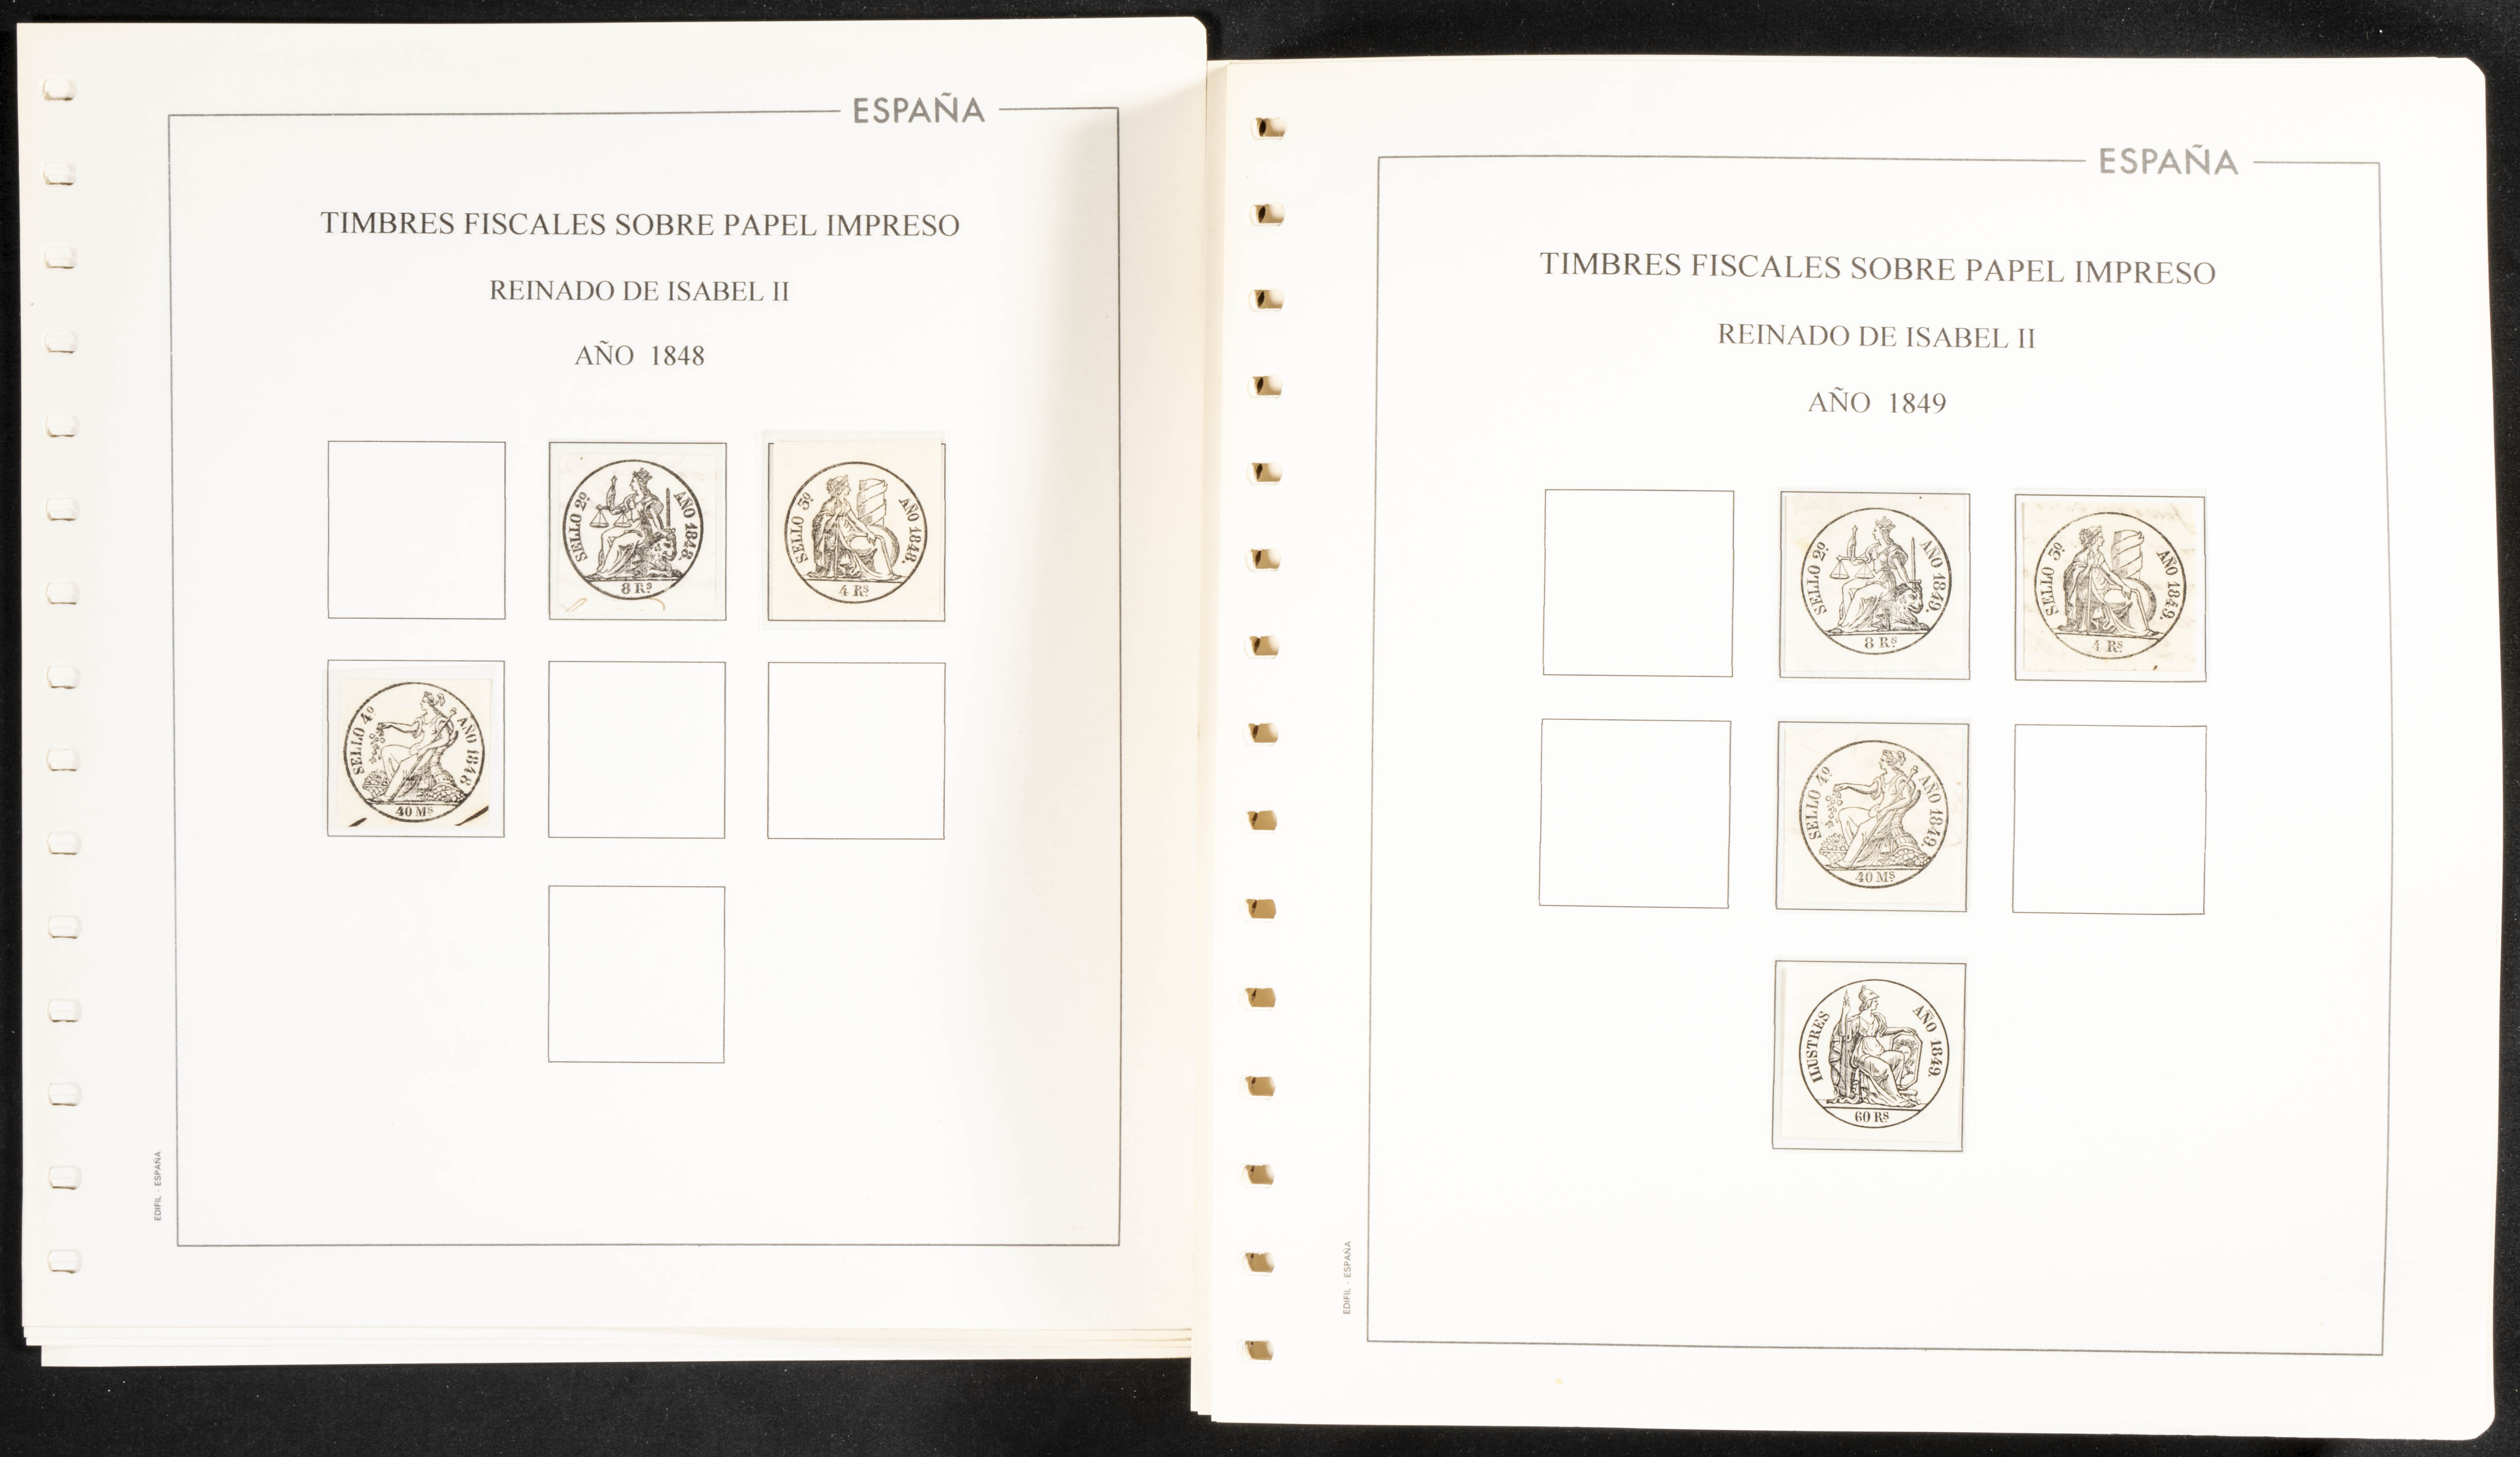 ESPAÑA
TIMBRES FISCALES SOBRE PAPEL IMPRESO
REINADO DE ISABEL II
AÑO 1848
SELLO 2º AÑO 1848.
8 Rs.
SELLO 3º AÑO 1848.
4 Rs
SELLO 4º AÑO 1848
40 Ms
EDIFIL - ESPAÑA
ESPAÑA
TIMBRES FISCALES SOBRE PAPEL IMPRESO
REINADO DE ISABEL II
AÑO 1849
SELLO 2º AÑO 1849.
8 Rs
SELLO 3º AÑO 1849.
4 Rs
SELLO 4º AÑO 1849.
40 Ms
ILUSTRES AÑO 1849.
60 Rs
EDIFIL - ESPAÑA